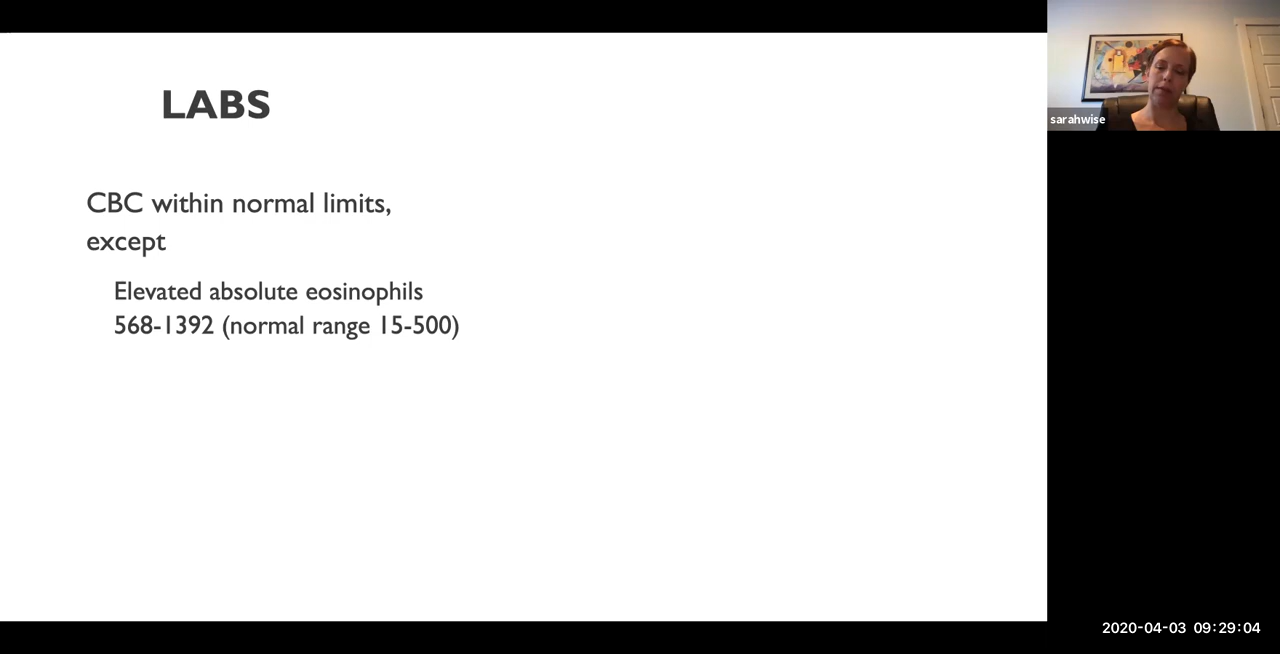 LABS
CBC within normal limits,
except
Elevated absolute eosinophils
568-1392 (normal range 15-500)
sarahwise
2020-04-03 09:29:04